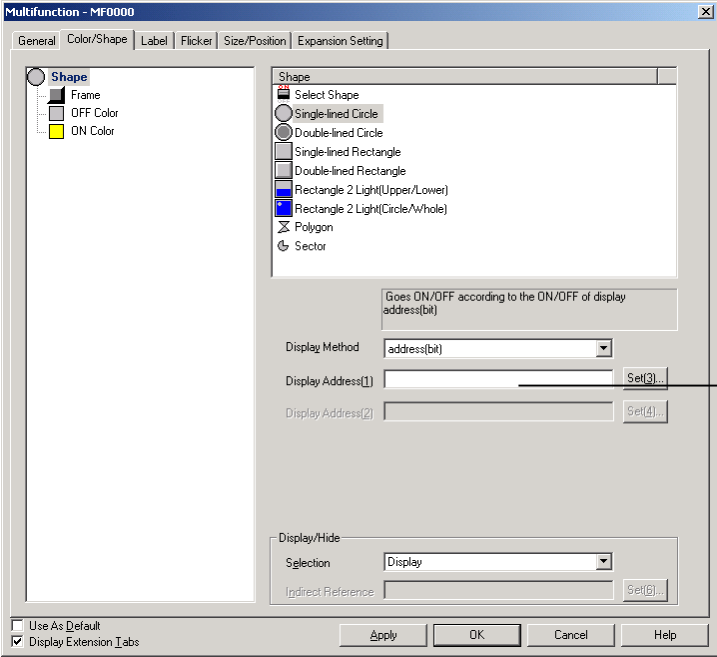 Multifunction - MF0000
General Color/Shape Label Flicker Size/Position Expansion Setting
Shape
Frame
OFF Color
ON Color
Shape
ON
Select Shape
Single-lined Circle
Double-lined Circle
Single-lined Rectangle
Double-lined Rectangle
Rectangle 2 Light(Upper/Lower)
Rectangle 2 Light(Circle/Whole)
Polygon
Sector
Goes ON/OFF according to the ON/OFF of display
address(bit)
Display Method address(bit)
Display Address(1) Set(3)...
Display Address(2) Set(4)...
Display/Hide
Selection Display
Indirect Reference Set(6)...
Use As Default
Display Extension Tabs
Apply OK Cancel Help